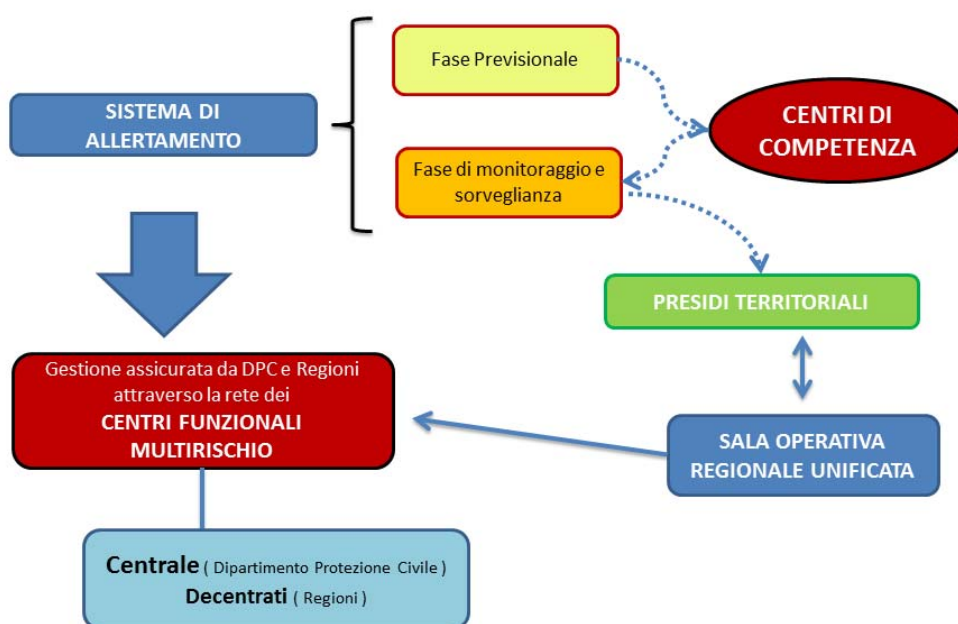 SISTEMA DI
ALLERTAMENTO
Fase Previsionale
Fase di monitoraggio e
sorveglianza
CENTRI DI
COMPETENZA
PRESIDI TERRITORIALI
SALA OPERATIVA
REGIONALE UNIFICATA
Gestione assicurata da DPC e Regioni
attraverso la rete dei
CENTRI FUNZIONALI
MULTIRISCHIO
Centrale ( Dipartimento Protezione Civile )
Decentrati ( Regioni )